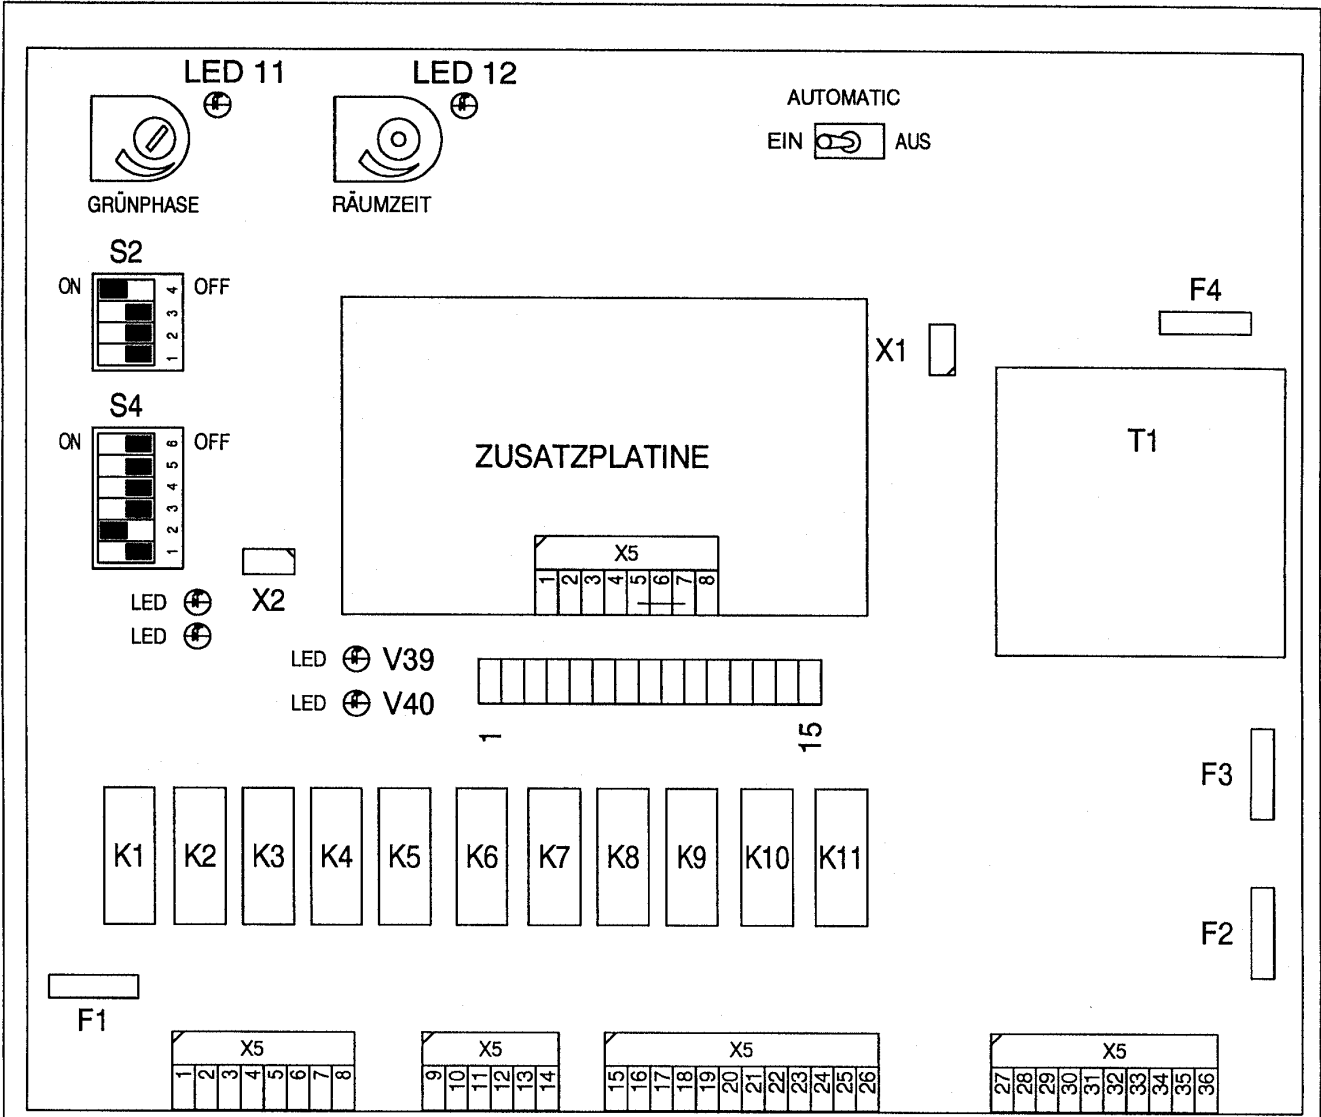 LED 11
LED 12
AUTOMATIC
EIN
AUS
GRÜNPHASE
RÄUMZEIT
S2
ON
OFF
4
3
2
1
F4
X1
S4
ON
OFF
6
5
4
3
2
1
T1
ZUSATZPLATINE
X5
1 2 3 4 5 6 7 8
X2
LED
LED
LED V39
LED V40
1
15
F3
K1 K2 K3 K4 K5 K6 K7 K8 K9 K10 K11
F2
F1
X5
1 2 3 4 5 6 7 8
X5
9 10 11 12 13 14
X5
15 16 17 18 19 20 21 22 23 24 25 26
X5
27 28 29 30 31 32 33 34 35 36